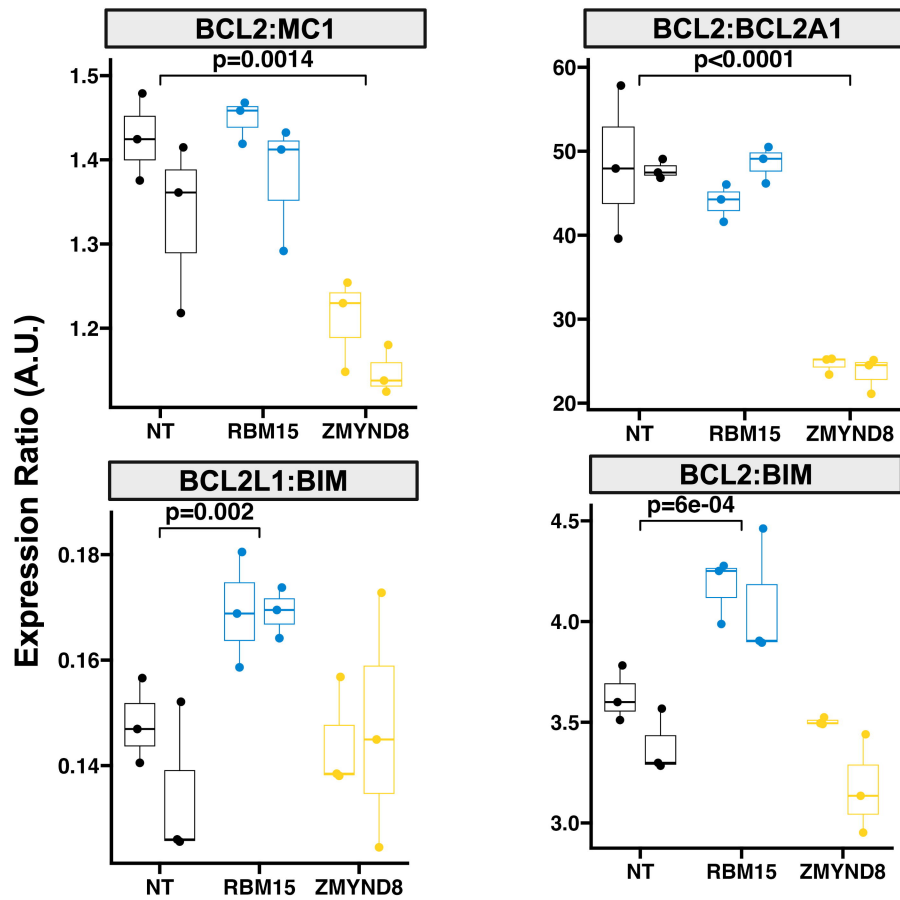 Expression Ratio (A.U.)
BCL2:MC1
p=0.0014
1.5
1.4
1.3
1.2
NT RBM15 ZMYND8
BCL2:BCL2A1
p<0.0001
60
50
40
30
20
NT RBM15 ZMYND8
BCL2L1:BIM
p=0.002
0.18
0.16
0.14
NT RBM15 ZMYND8
BCL2:BIM
p=6e-04
4.5
4.0
3.5
3.0
NT RBM15 ZMYND8